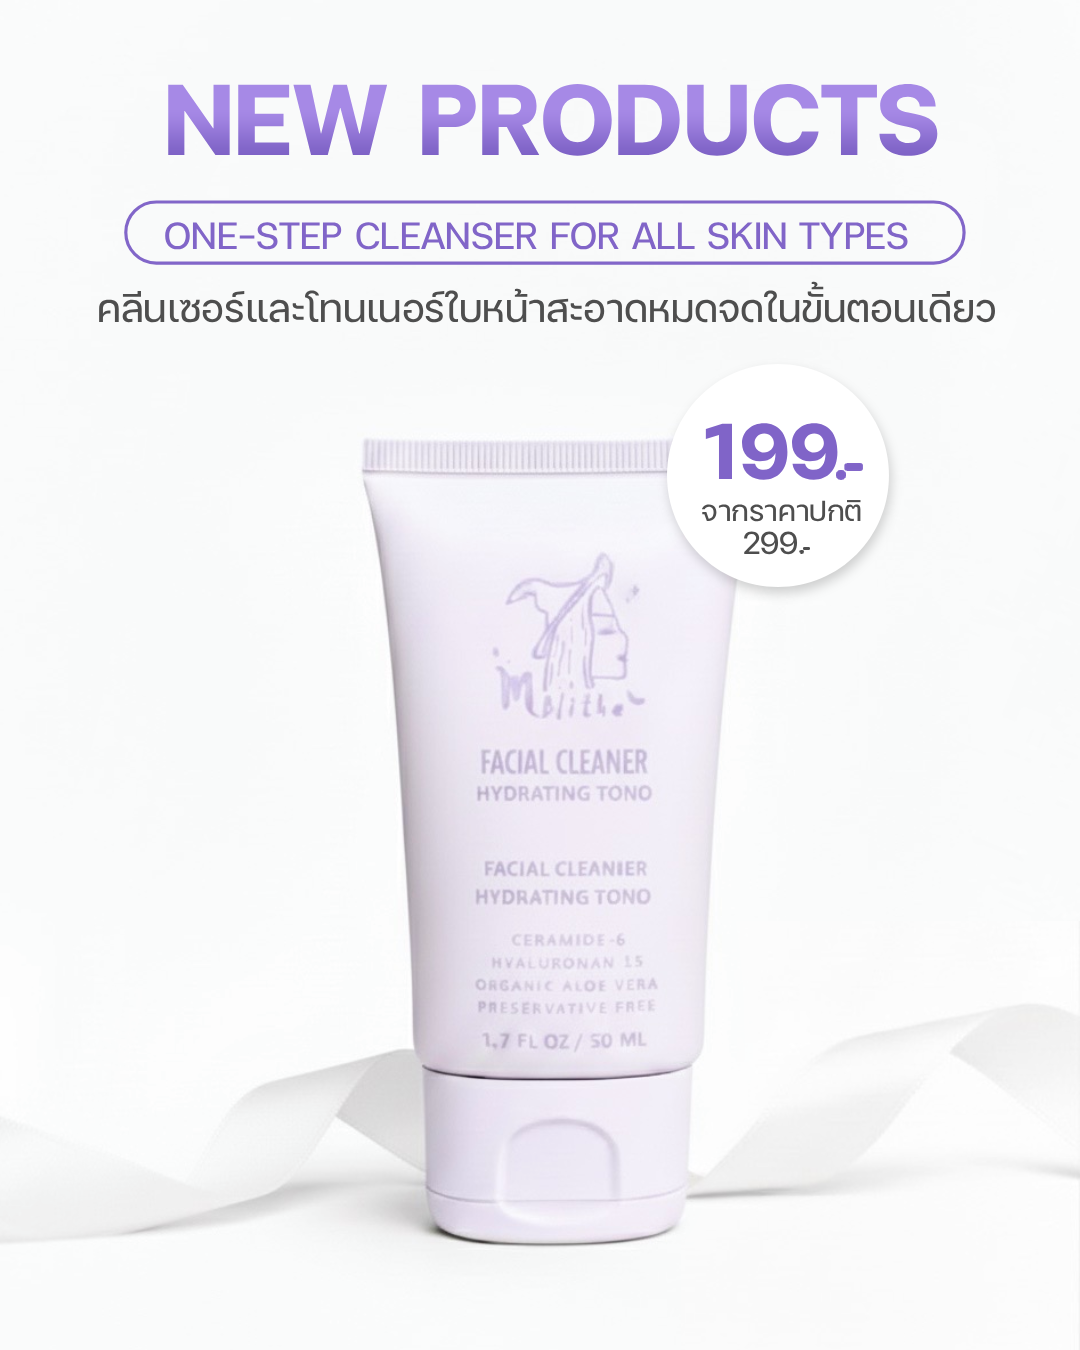 NEW PRODUCTS
ONE-STEP CLEANSER FOR ALL SKIN TYPES
คลีนเซอร์และโทนเนอร์ใบหน้าสะอาดหมดจดในขั้นตอนเดียว
199.-
จากราคาปกติ
299.-
FACIAL CLEANER
HYDRATING TONO
FACIAL CLEANIER
HYDRATING TONO
CERAMIDE-6
HYALURONAN 15
ORGANIC ALOE VERA
PRESERVATIVE FREE
1.7 FL OZ / 50 ML